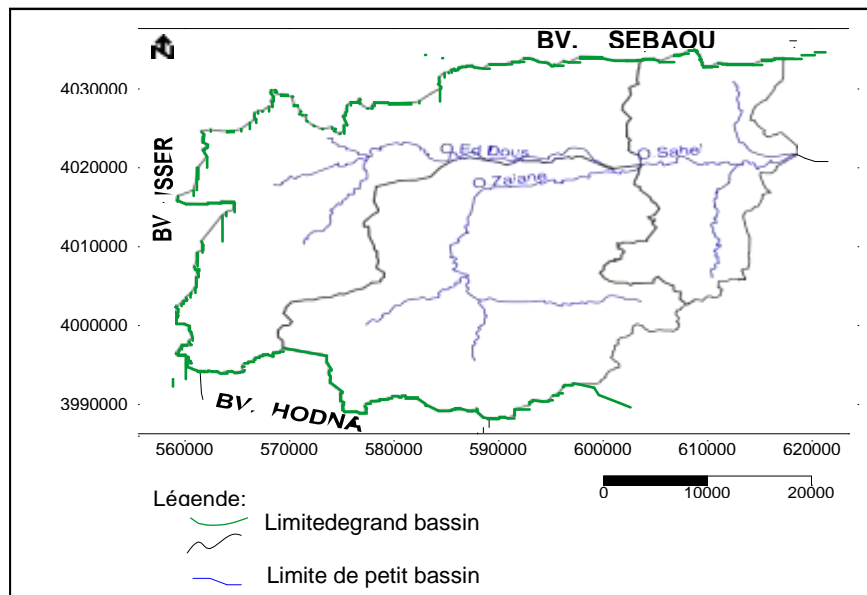 BV. SEBAOU
4030000
4020000
4010000
4000000
3990000
BV. ISSER
O Ed Dous
O Sahel
O Zaiane
BV. HODNA
560000 570000 580000 590000 600000 610000 620000
0 10000 20000
Légende:
Limitedegrand bassin
Limite de petit bassin